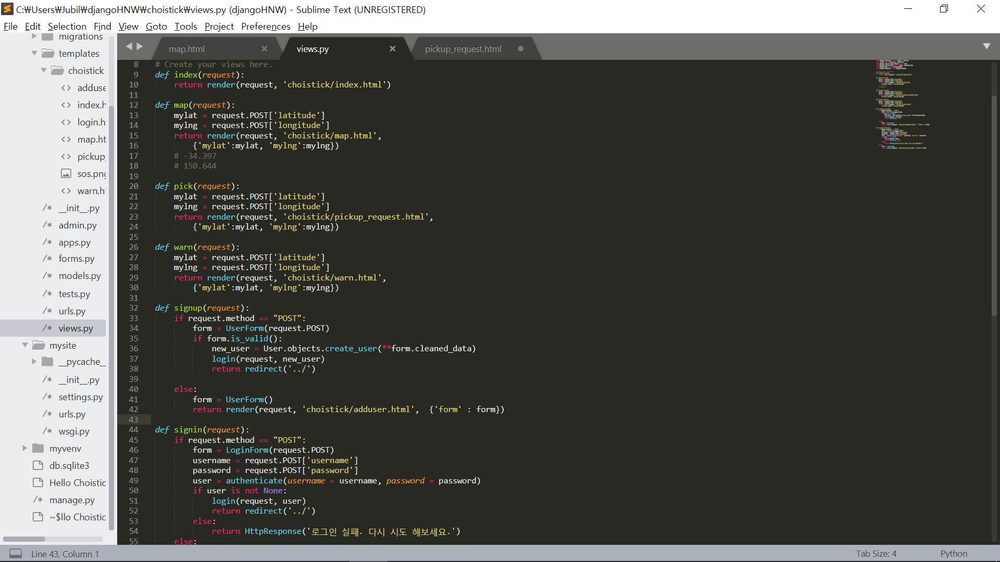 C:₩Users₩Jubil₩djangoHNW₩choistick₩views.py (djangoHNW) - Sublime Text (UNREGISTERED)
File Edit Selection Find View Goto Tools Project Preferences Help
migrations
templates
choistick
adduse
index.h
login.h
map.ht
pickup_
sos.png
warn.h
/* __init__.py
/* admin.py
/* apps.py
/* forms.py
/* models.py
/* tests.py
/* urls.py
/* views.py
mysite
__pycache__
/* __init__.py
/* settings.py
/* urls.py
/* wsgi.py
myvenv
db.sqlite3
Hello Choistic
/* manage.py
~$llo Choistic
map.html views.py pickup_request.html
8 # Create your views here.
9 def index(request):
10     return render(request, 'choistick/index.html')
11
12 def map(request):
13     mylat = request.POST['latitude']
14     mylng = request.POST['longitude']
15     return render(request, 'choistick/map.html',
16         {'mylat':mylat, 'mylng':mylng})
17     # -34.397
18     # 150.644
19
20 def pick(request):
21     mylat = request.POST['latitude']
22     mylng = request.POST['longitude']
23     return render(request, 'choistick/pickup_request.html',
24         {'mylat':mylat, 'mylng':mylng})
25
26 def warn(request):
27     mylat = request.POST['latitude']
28     mylng = request.POST['longitude']
29     return render(request, 'choistick/warn.html',
30         {'mylat':mylat, 'mylng':mylng})
31
32 def signup(request):
33     if request.method == "POST":
34         form = UserForm(request.POST)
35         if form.is_valid():
36             new_user = User.objects.create_user(**form.cleaned_data)
37             login(request, new_user)
38             return redirect('../')
39
40     else:
41         form = UserForm()
42         return render(request, 'choistick/adduser.html',  {'form' : form})
43
44 def signin(request):
45     if request.method == "POST":
46         form = LoginForm(request.POST)
47         username = request.POST['username']
48         password = request.POST['password']
49         user = authenticate(username = username, password = password)
50         if user is not None:
51             login(request, user)
52             return redirect('../')
53         else:
54             return HttpResponse('로그인 실패. 다시 시도 해보세요.')
55     else:
Line 43, Column 1
Tab Size: 4
Python